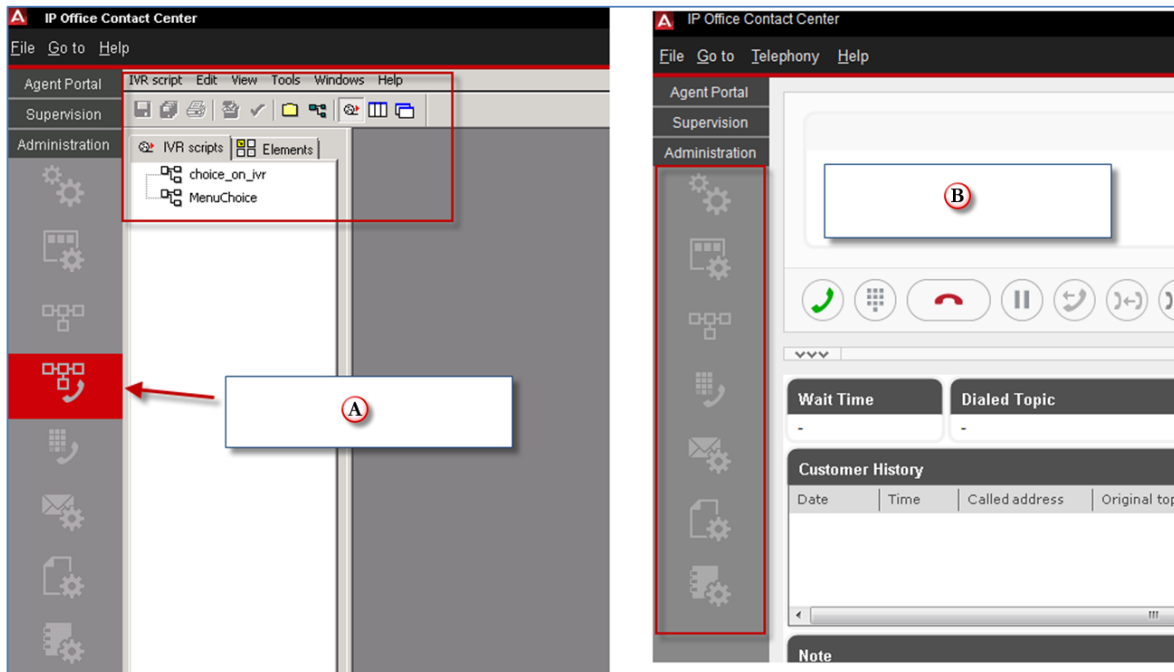 IP Office Contact Center
File Go to Help
Agent Portal
Supervision
Administration
IVR script Edit View Tools Windows Help
IVR scripts Elements
choice_on_ivr
MenuChoice
A
IP Office Contact Center
File Go to Telephony Help
Agent Portal
Supervision
Administration
B
Wait Time Dialed Topic
- -
Customer History
Date Time Called address Original top
Note